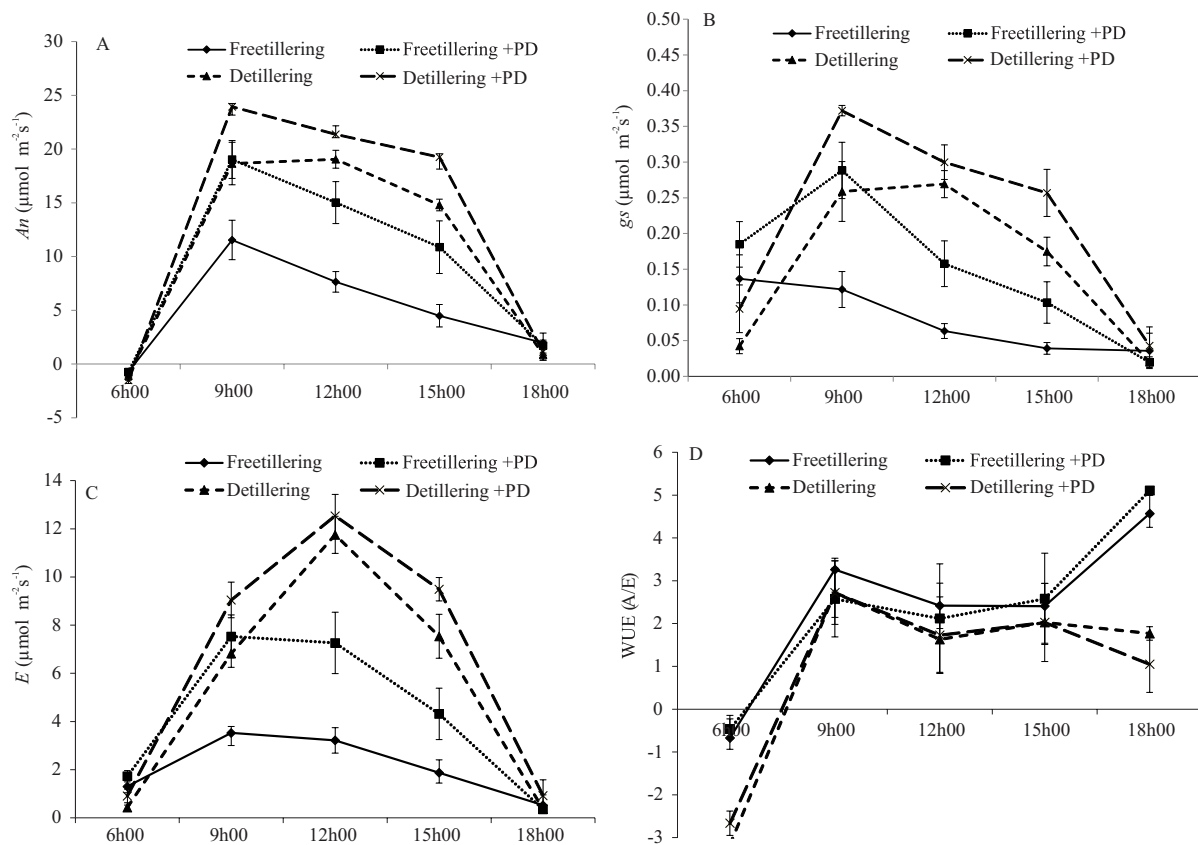 A
Freetillering
Freetillering +PD
Detillering
Detillering +PD
An (µmol m⁻²s⁻¹)
30
25
20
15
10
5
0
-5
6h00 9h00 12h00 15h00 18h00
B
Freetillering
Freetillering +PD
Detillering
Detillering +PD
gs (µmol m⁻²s⁻¹)
0.50
0.45
0.40
0.35
0.30
0.25
0.20
0.15
0.10
0.05
0.00
6h00 9h00 12h00 15h00 18h00
C
Freetillering
Freetillering +PD
Detillering
Detillering +PD
E (µmol m⁻²s⁻¹)
14
12
10
8
6
4
2
0
6h00 9h00 12h00 15h00 18h00
D
Freetillering
Freetillering +PD
Detillering
Detillering +PD
WUE (A/E)
6
5
4
3
2
1
0
-1
-2
-3
6h00 9h00 12h00 15h00 18h00